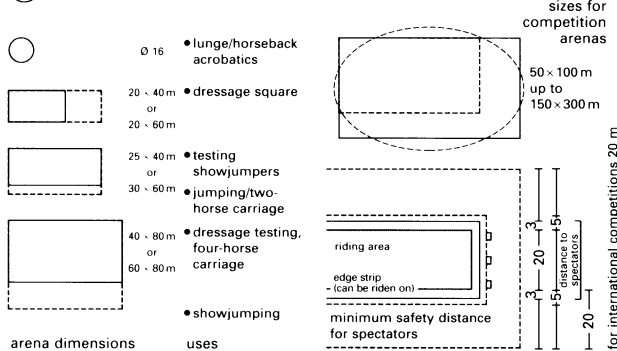 sizes for
competition
arenas
50 × 100 m
up to
150 × 300 m
Ø 16
• lunge/horseback
acrobatics
20 × 40 m
or
20 × 60 m
• dressage square
25 × 40 m
or
30 × 60 m
• testing
showjumpers
• jumping/two-
horse carriage
40 × 80 m
or
60 × 80 m
• dressage testing,
four-horse
carriage
• showjumping
arena dimensions
uses
riding area
edge strip
(can be riden on)
minimum safety distance
for spectators
3
20
3
5
5
distance to
spectators
20
for international competitions 20 m